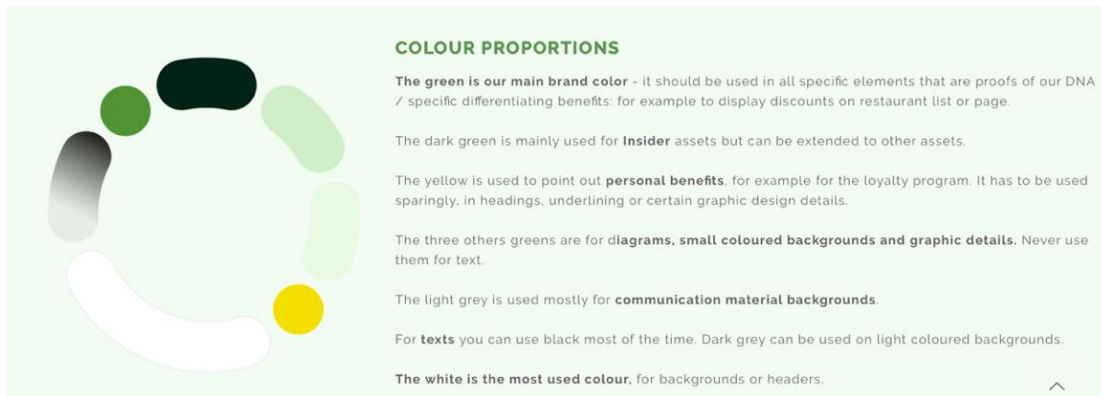 COLOUR PROPORTIONS
The green is our main brand color - it should be used in all specific elements that are proofs of our DNA
/ specific differentiating benefits: for example to display discounts on restaurant list or page.
The dark green is mainly used for Insider assets but can be extended to other assets.
The yellow is used to point out personal benefits. for example for the loyalty program. It has to be used
sparingly, in headings, underlining or certain graphic design details.
The three others greens are for diagrams, small coloured backgrounds and graphic details. Never use
them for text.
The light grey is used mostly for communication material backgrounds.
For texts you can use black most of the time. Dark grey can be used on light coloured backgrounds.
The white is the most used colour, for backgrounds or headers.